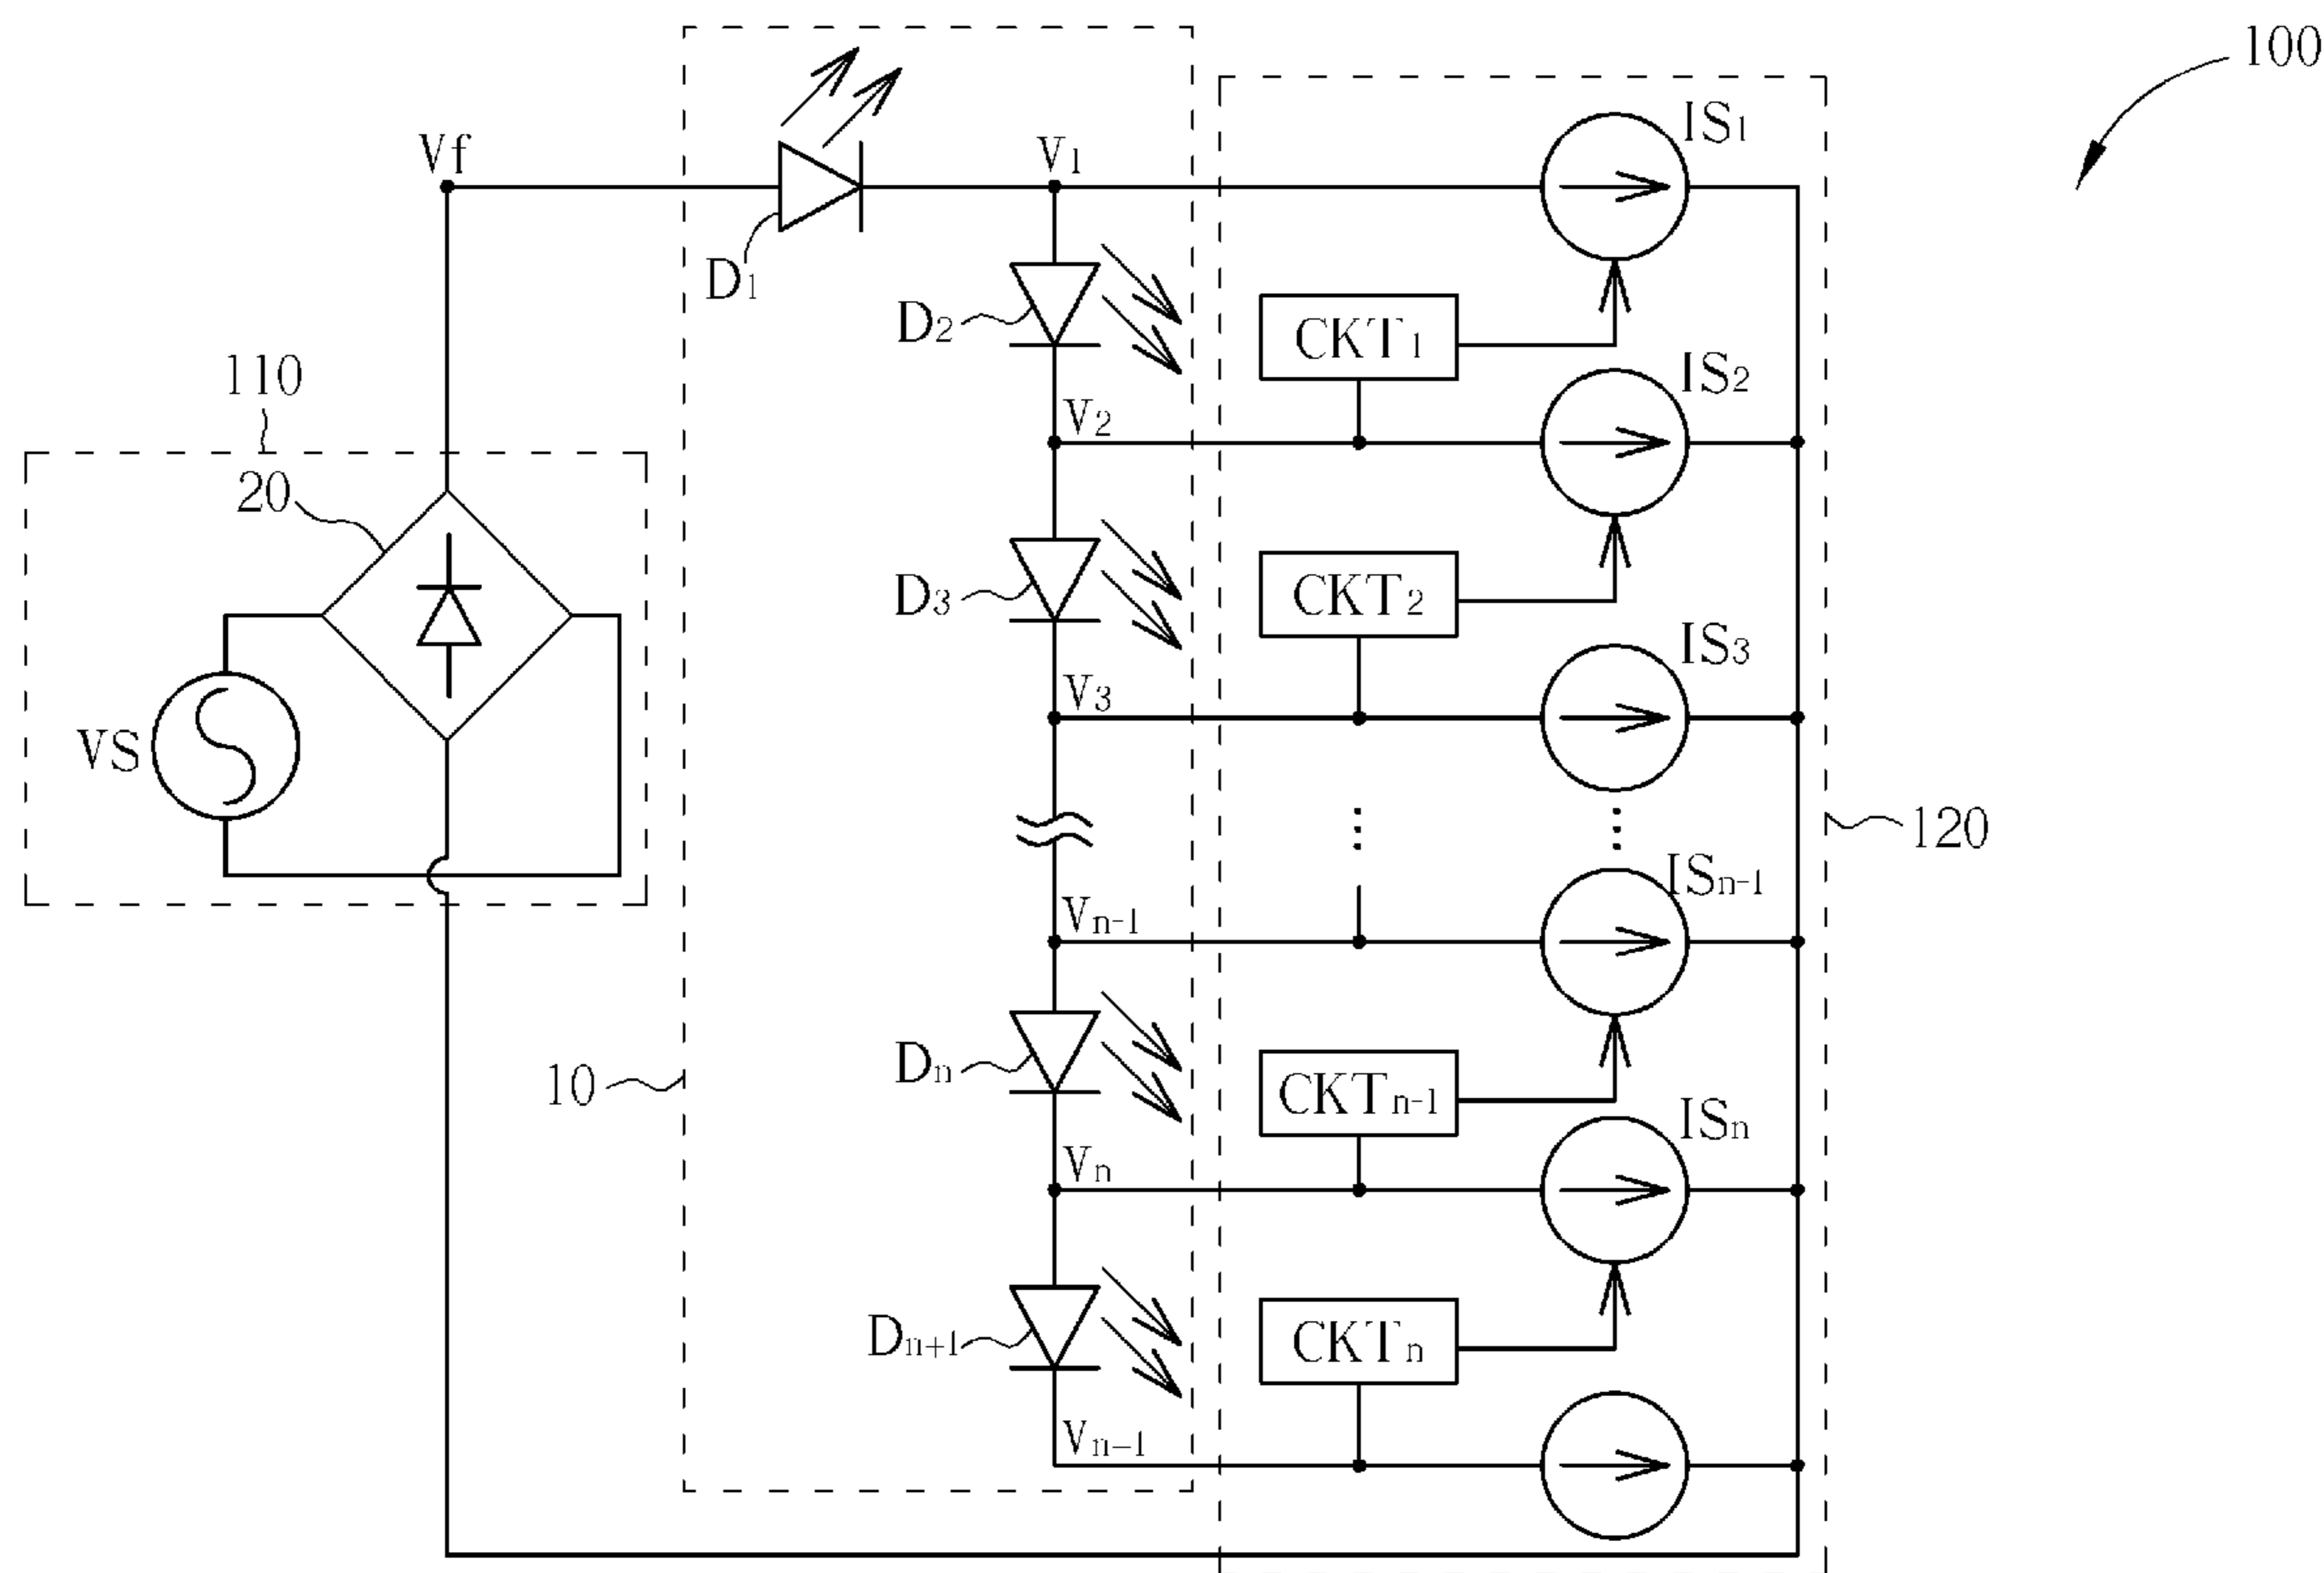 100
IS1
Vf
V1
D1
D2
CKT1
IS2
110
V2
20
D3
CKT2
IS3
V3
VS
120
ISn-1
Vn-1
Dn
10
CKTn-1
ISn
Vn
Dn+1
CKTn
Vn-1